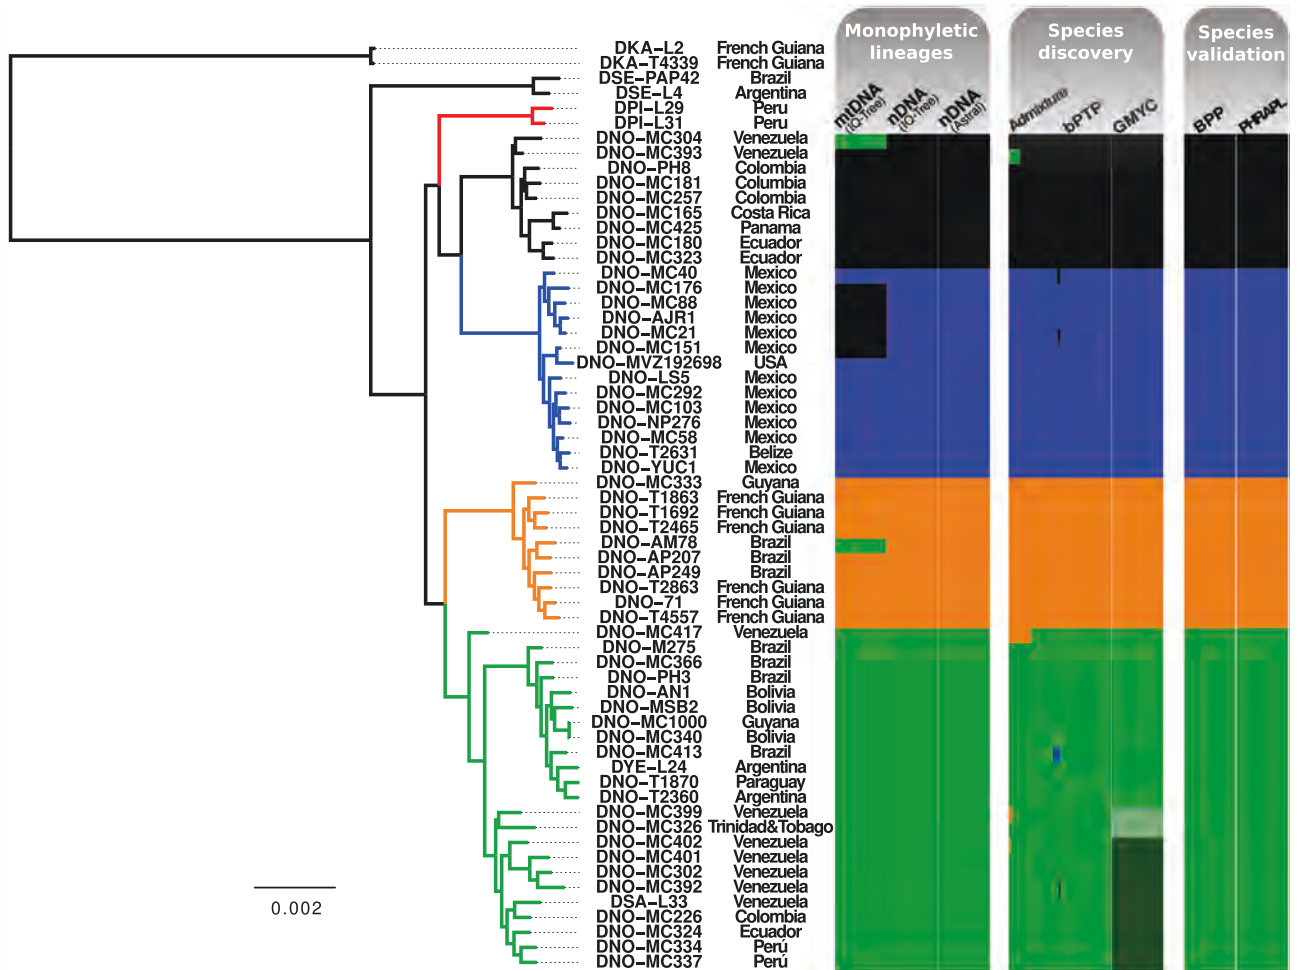 Monophyletic lineages
Species discovery
Species validation
mtDNA (IQ-Tree)
nDNA (IQ-Tree)
nDNA (Astral)
Admixture
bPTP
GMYC
BPP
PHRAPL
DKA-L2 French Guiana
DKA-T4339 French Guiana
DSE-PAP42 Brazil
DSE-L4 Argentina
DPI-L29 Peru
DPI-L31 Peru
DNO-MC304 Venezuela
DNO-MC393 Venezuela
DNO-PH8 Colombia
DNO-MC181 Columbia
DNO-MC257 Colombia
DNO-MC165 Costa Rica
DNO-MC425 Panama
DNO-MC180 Ecuador
DNO-MC323 Ecuador
DNO-MC40 Mexico
DNO-MC176 Mexico
DNO-MC88 Mexico
DNO-AJR1 Mexico
DNO-MC21 Mexico
DNO-MC151 Mexico
DNO-MVZ192698 USA
DNO-LS5 Mexico
DNO-MC292 Mexico
DNO-MC103 Mexico
DNO-NP276 Mexico
DNO-MC58 Mexico
DNO-T2631 Belize
DNO-YUC1 Mexico
DNO-MC333 Guyana
DNO-T1863 French Guiana
DNO-T1692 French Guiana
DNO-T2465 French Guiana
DNO-AM78 Brazil
DNO-AP207 Brazil
DNO-AP249 Brazil
DNO-T2863 French Guiana
DNO-71 French Guiana
DNO-T4557 French Guiana
DNO-MC417 Venezuela
DNO-M275 Brazil
DNO-MC366 Brazil
DNO-PH3 Brazil
DNO-AN1 Bolivia
DNO-MSB2 Bolivia
DNO-MC1000 Guyana
DNO-MC340 Bolivia
DNO-MC413 Brazil
DYE-L24 Argentina
DNO-T1870 Paraguay
DNO-T2360 Argentina
DNO-MC399 Venezuela
DNO-MC326 Trinidad&Tobago
DNO-MC402 Venezuela
DNO-MC401 Venezuela
DNO-MC302 Venezuela
DNO-MC392 Venezuela
DSA-L33 Venezuela
DNO-MC226 Colombia
DNO-MC324 Ecuador
DNO-MC334 Perú
DNO-MC337 Perú
0.002